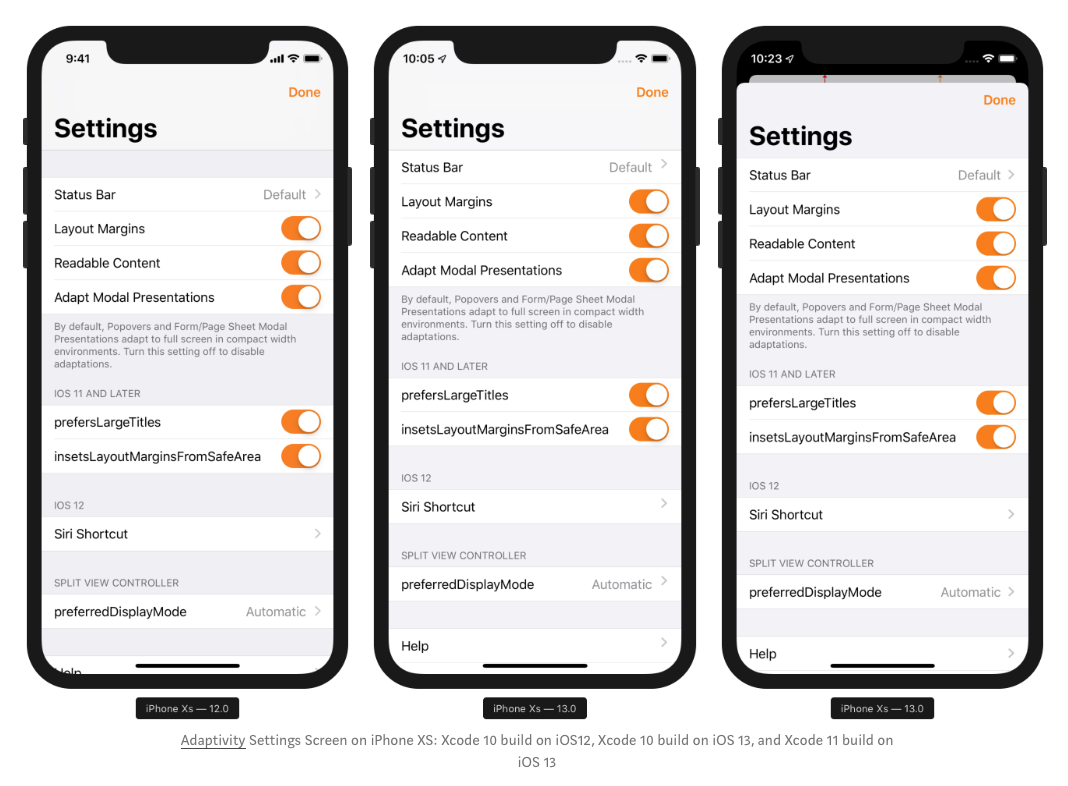 9:41
Done
Settings
Status Bar Default
Layout Margins
Readable Content
Adapt Modal Presentations
By default, Popovers and Form/Page Sheet Modal
Presentations adapt to full screen in compact width
environments. Turn this setting off to disable
adaptations.
IOS 11 AND LATER
prefersLargeTitles
insetsLayoutMarginsFromSafeArea
IOS 12
Siri Shortcut
SPLIT VIEW CONTROLLER
preferredDisplayMode Automatic
Help
iPhone Xs — 12.0
10:05
Done
Settings
Status Bar Default
Layout Margins
Readable Content
Adapt Modal Presentations
By default, Popovers and Form/Page Sheet Modal
Presentations adapt to full screen in compact width
environments. Turn this setting off to disable
adaptations.
IOS 11 AND LATER
prefersLargeTitles
insetsLayoutMarginsFromSafeArea
IOS 12
Siri Shortcut
SPLIT VIEW CONTROLLER
preferredDisplayMode Automatic
Help
iPhone Xs — 13.0
10:23
Done
Settings
Status Bar Default
Layout Margins
Readable Content
Adapt Modal Presentations
By default, Popovers and Form/Page Sheet Modal
Presentations adapt to full screen in compact width
environments. Turn this setting off to disable
adaptations.
IOS 11 AND LATER
prefersLargeTitles
insetsLayoutMarginsFromSafeArea
IOS 12
Siri Shortcut
SPLIT VIEW CONTROLLER
preferredDisplayMode Automatic
Help
iPhone Xs — 13.0
Adaptivity Settings Screen on iPhone XS: Xcode 10 build on iOS12, Xcode 10 build on iOS 13, and Xcode 11 build on
iOS 13